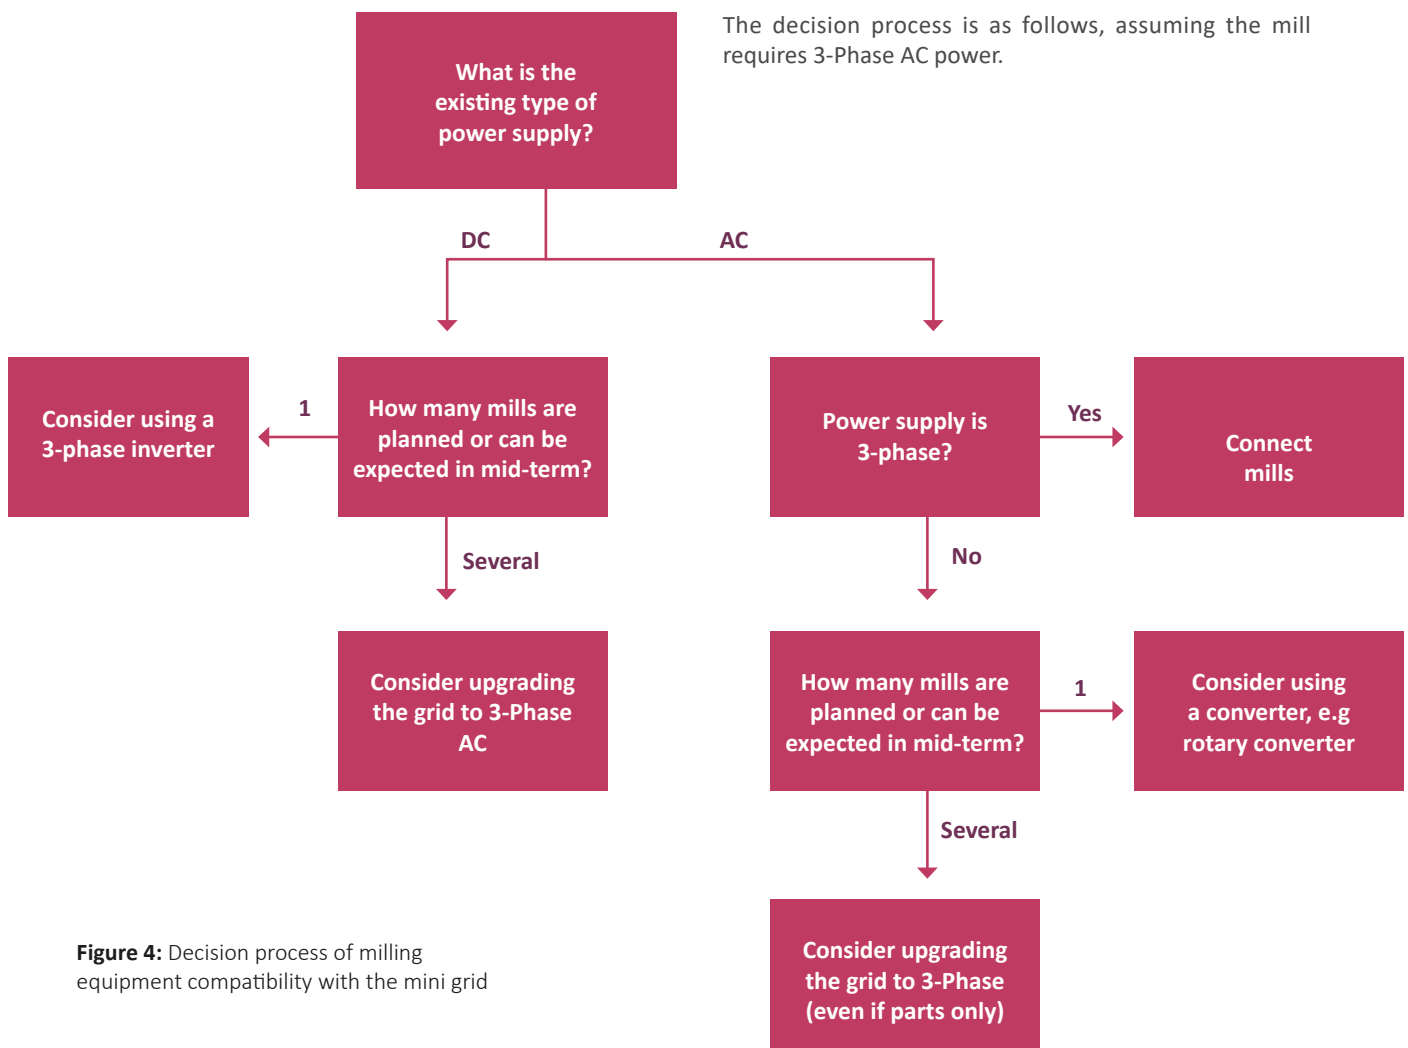 The decision process is as follows, assuming the mill
requires 3-Phase AC power.
What is the
existing type of
power supply?
DC
AC
Consider using a
3-phase inverter
1
How many mills are
planned or can be
expected in mid-term?
Power supply is
3-phase?
Yes
Connect
mills
Several
No
Consider upgrading
the grid to 3-Phase
AC
How many mills are
planned or can be
expected in mid-term?
1
Consider using
a converter, e.g
rotary converter
Several
Consider upgrading
the grid to 3-Phase
(even if parts only)
Figure 4: Decision process of milling
equipment compatibility with the mini grid